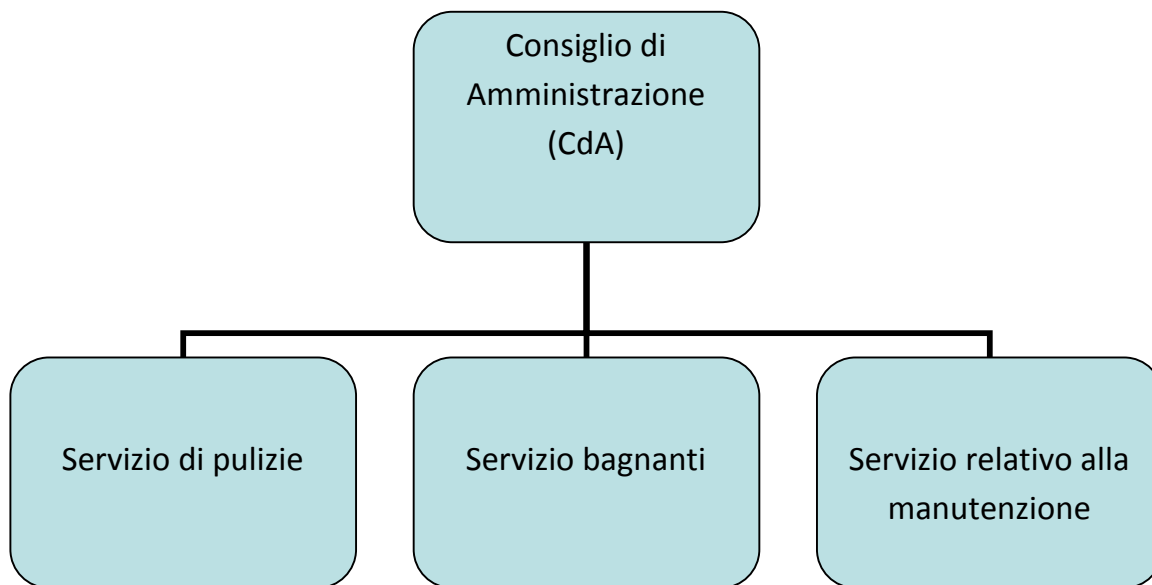 Consiglio di
Amministrazione
(CdA)
Servizio di pulizie
Servizio bagnanti
Servizio relativo alla
manutenzione